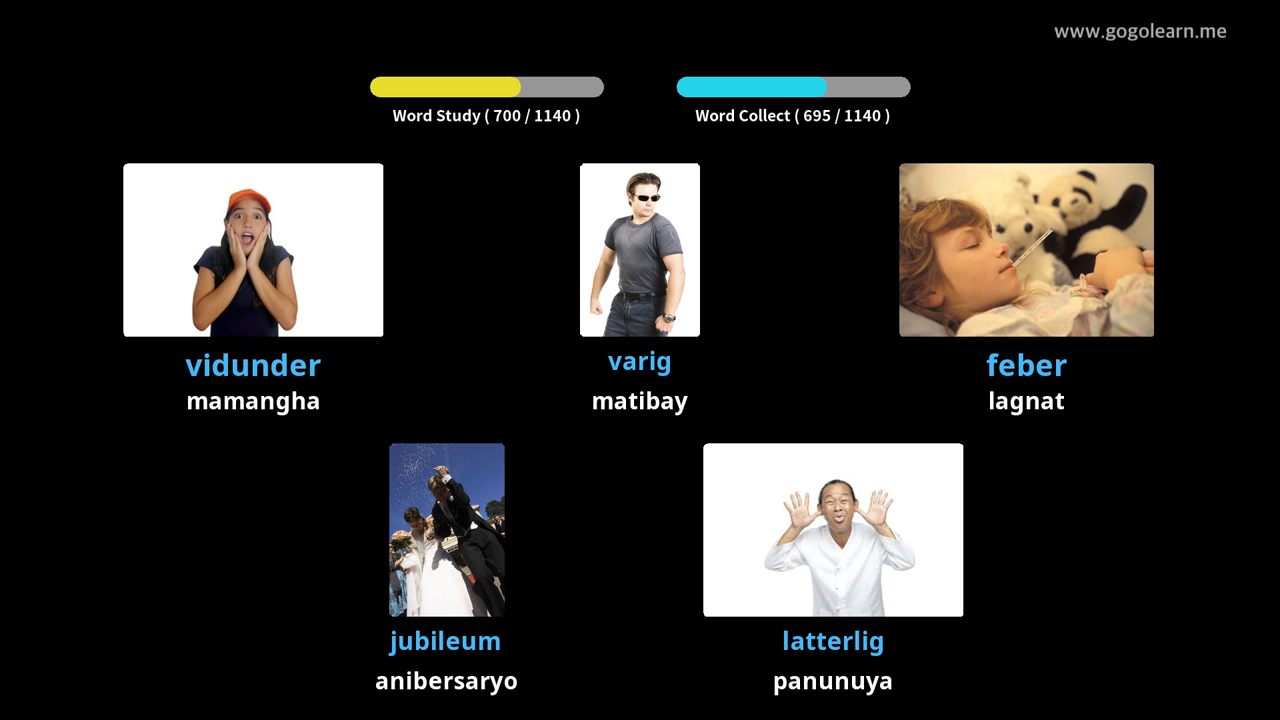 www.gogolearn.me
Word Study ( 700 / 1140 )
Word Collect ( 695 / 1140 )
vidunder
mamangha
varig
matibay
feber
lagnat
jubileum
anibersaryo
latterlig
panunuya